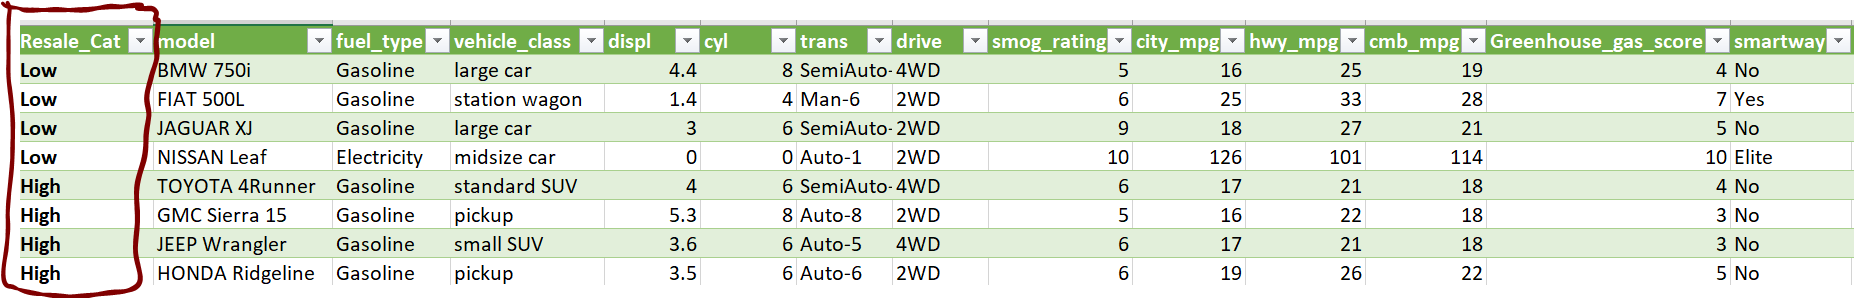 Resale_Cat model fuel_type vehicle_class displ cyl trans drive smog_rating city_mpg hwy_mpg cmb_mpg Greenhouse_gas_score smartway
Low BMW 750i Gasoline large car 4.4 8 SemiAuto- 4WD 5 16 25 19 4 No
Low FIAT 500L Gasoline station wagon 1.4 4 Man-6 2WD 6 25 33 28 7 Yes
Low JAGUAR XJ Gasoline large car 3 6 SemiAuto- 2WD 9 18 27 21 5 No
Low NISSAN Leaf Electricity midsize car 0 0 Auto-1 2WD 10 126 101 114 10 Elite
High TOYOTA 4Runner Gasoline standard SUV 4 6 SemiAuto- 4WD 6 17 21 18 4 No
High GMC Sierra 15 Gasoline pickup 5.3 8 Auto-8 2WD 5 16 22 18 3 No
High JEEP Wrangler Gasoline small SUV 3.6 6 Auto-5 4WD 6 17 21 18 3 No
High HONDA Ridgeline Gasoline pickup 3.5 6 Auto-6 2WD 6 19 26 22 5 No